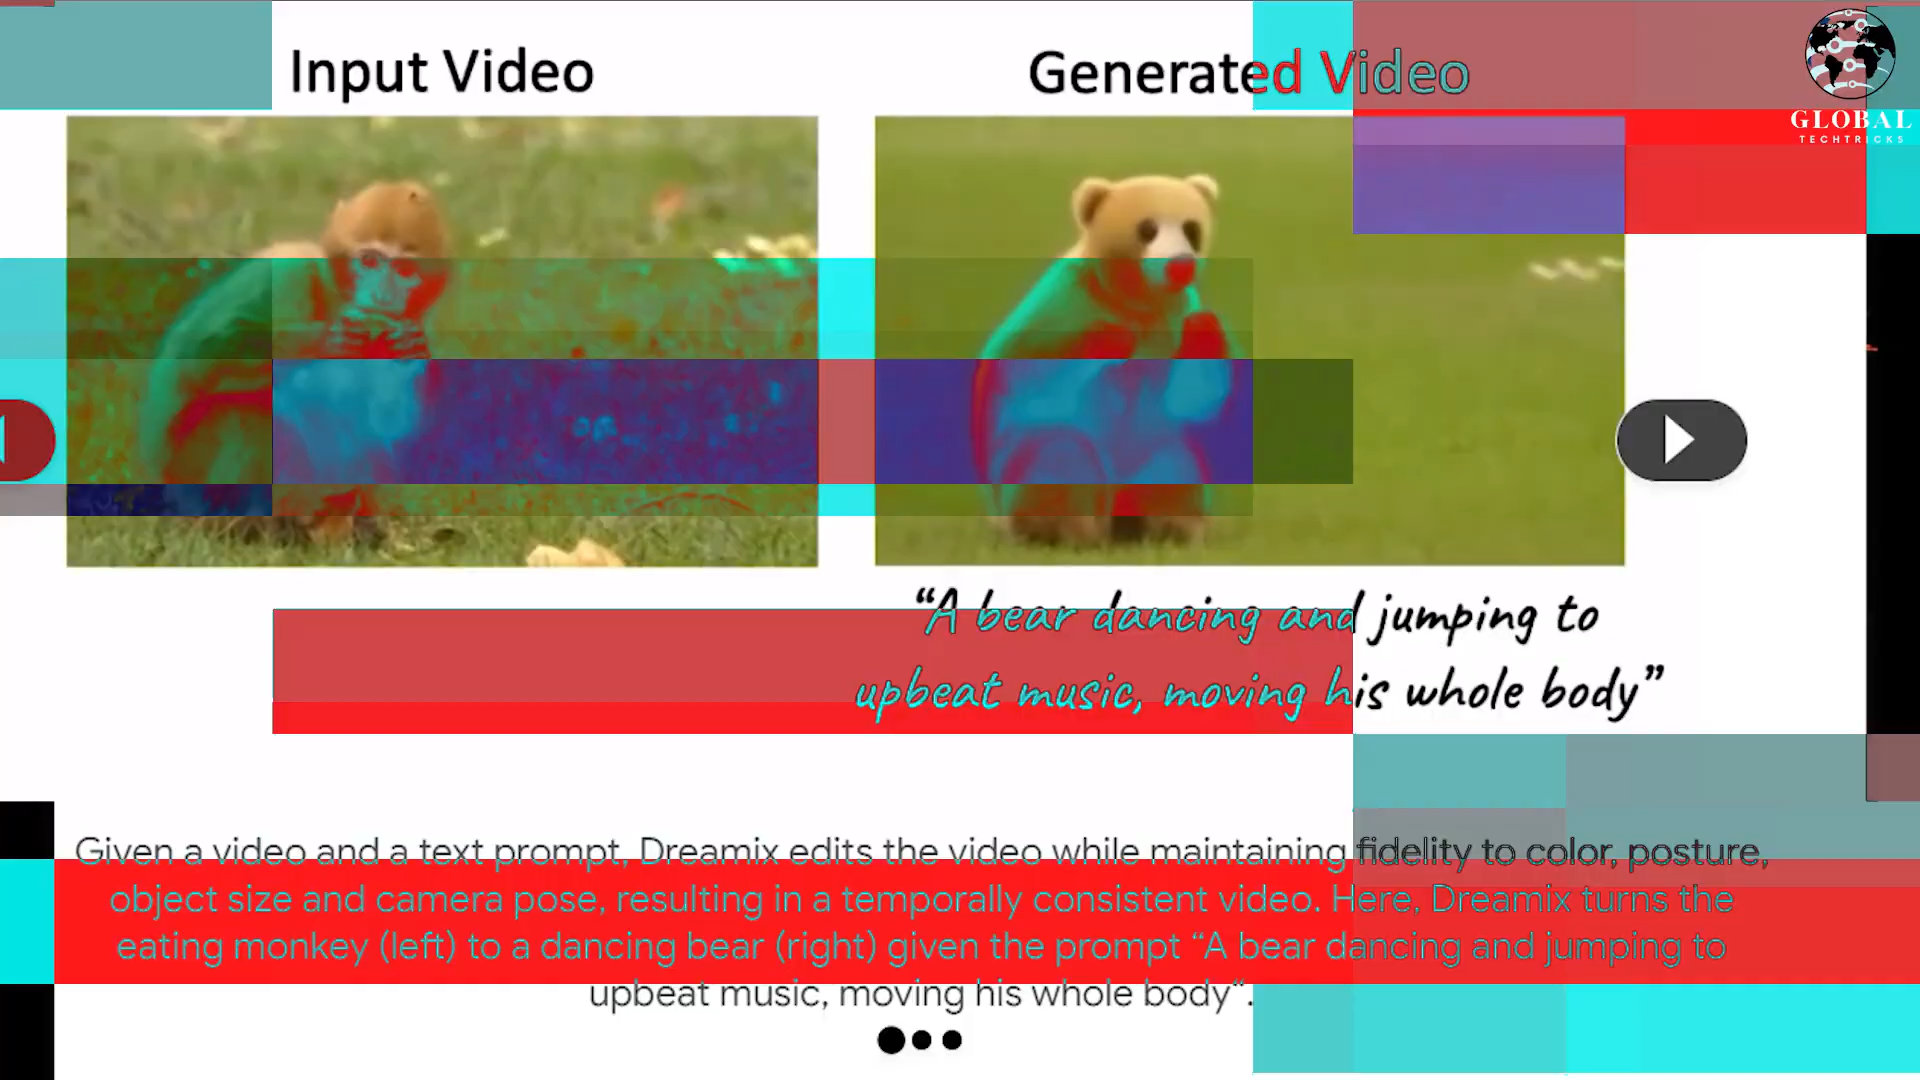 Input Video
Generated Video
GLOBAL
TECHTRICKS
“A bear dancing and jumping to
upbeat music, moving his whole body”
Given a video and a text prompt, Dreamix edits the video while maintaining fidelity to color, posture,
object size and camera pose, resulting in a temporally consistent video. Here, Dreamix turns the
eating monkey (left) to a dancing bear (right) given the prompt “A bear dancing and jumping to
upbeat music, moving his whole body”.